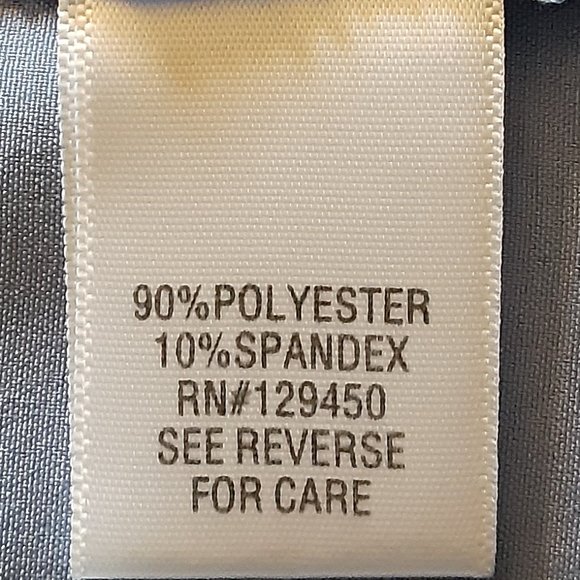 90%POLYESTER
10%SPANDEX
RN#129450
SEE REVERSE
FOR CARE